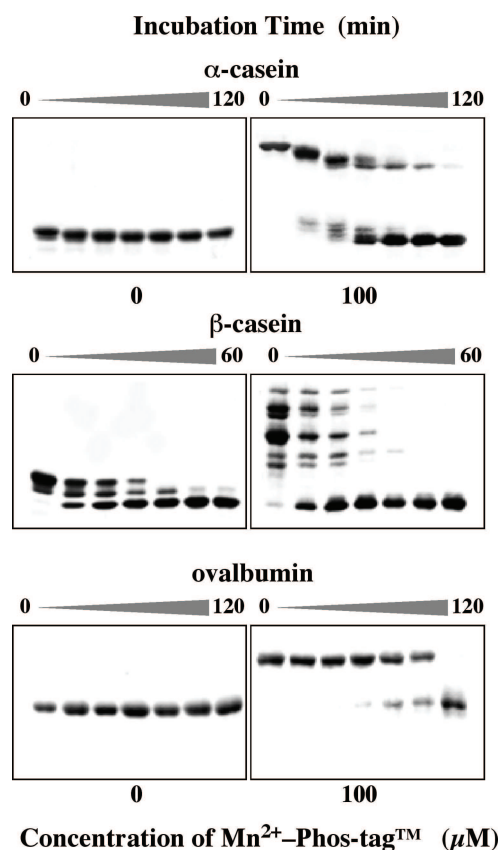 Incubation Time (min)
α-casein
0 120 0 120
0 100
β-casein
0 60 0 60
ovalbumin
0 120 0 120
0 100
Concentration of Mn²⁺–Phos-tag™ (µM)